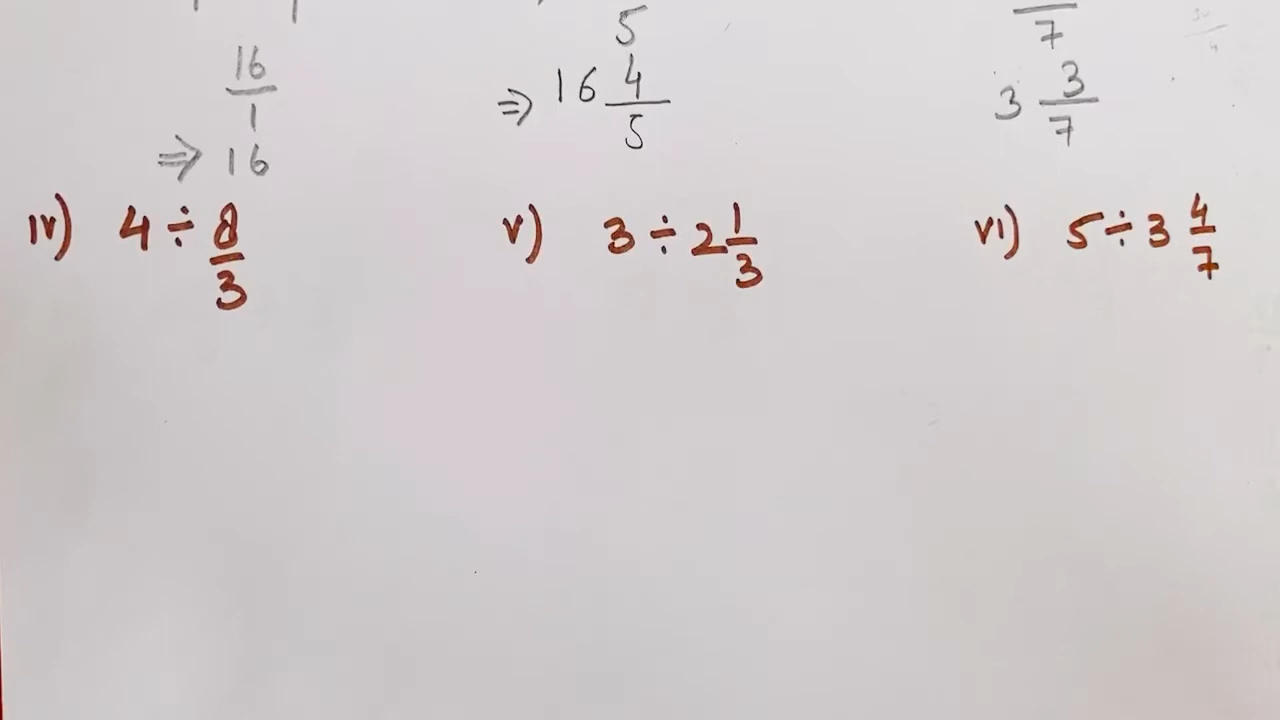 16/1
⇒ 16
5
⇒ 16 4/5
7
3 3/7
iv) 4 ÷ 8/3
v) 3 ÷ 2 1/3
vi) 5 ÷ 3 4/7